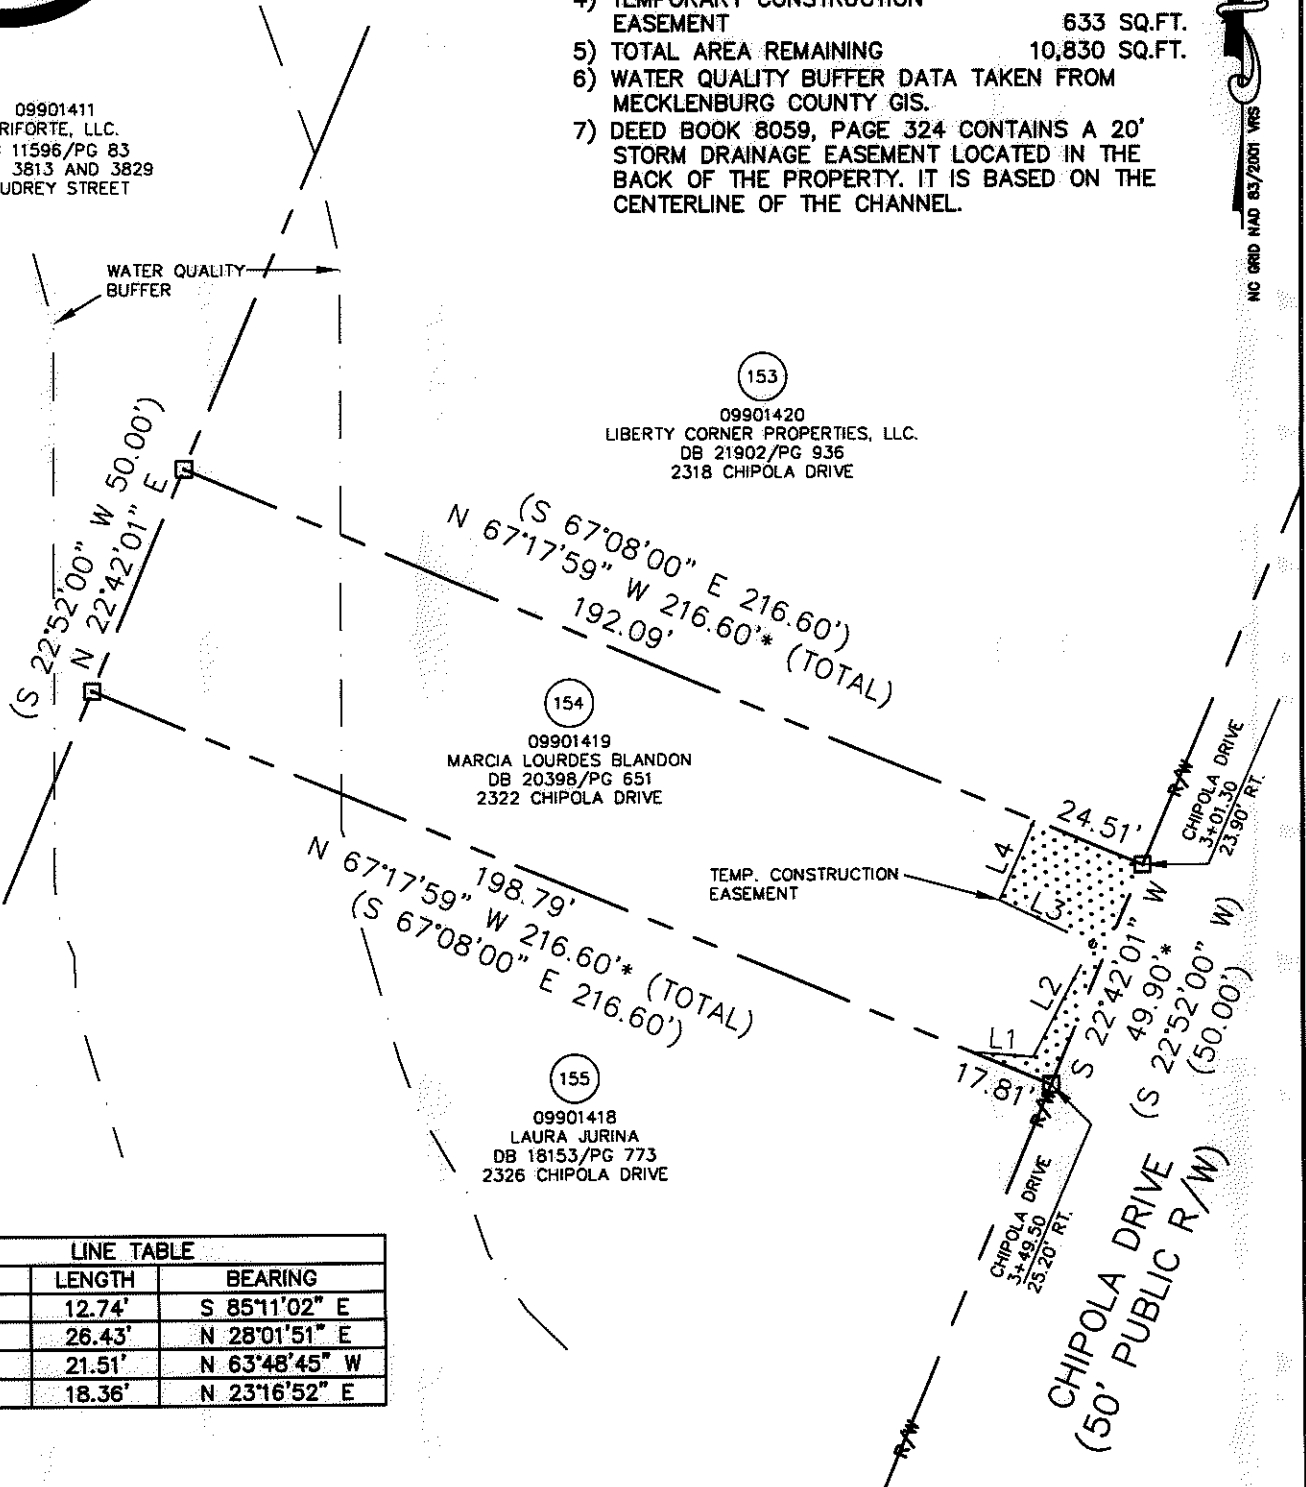 4) TEMPORARY CONSTRUCTION
EASEMENT 633 SQ.FT.
5) TOTAL AREA REMAINING 10,830 SQ.FT.
6) WATER QUALITY BUFFER DATA TAKEN FROM
MECKLENBURG COUNTY GIS.
7) DEED BOOK 8059, PAGE 324 CONTAINS A 20'
STORM DRAINAGE EASEMENT LOCATED IN THE
BACK OF THE PROPERTY. IT IS BASED ON THE
CENTERLINE OF THE CHANNEL.
NC GRID NAD 83/2001 VRS
09901411
RIFORTE, LLC.
11596/PG 83
3813 AND 3829
UDREY STREET
WATER QUALITY
BUFFER
153
09901420
LIBERTY CORNER PROPERTIES, LLC.
DB 21902/PG 936
2318 CHIPOLA DRIVE
(S 22°52'00" W 50.00')
N 22°42'01" E
(S 67°08'00" E 216.60')
N 67°17'59" W 216.60'* (TOTAL)
192.09'
154
09901419
MARCIA LOURDES BLANDON
DB 20398/PG 651
2322 CHIPOLA DRIVE
24.51'
R/W
CHIPOLA DRIVE
3+01.30
23.90' RT.
TEMP. CONSTRUCTION
EASEMENT
L4
L3
L2
L1
17.81'
198.79'
N 67°17'59" W 216.60'* (TOTAL)
(S 67°08'00" E 216.60')
S 22°42'01" W
49.90'*
(S 22°52'00" W)
(50.00')
155
09901418
LAURA JURINA
DB 18153/PG 773
2326 CHIPOLA DRIVE
R/W
CHIPOLA DRIVE
3+49.50
25.20' RT.
CHIPOLA DRIVE
(50' PUBLIC R/W)
R/W
LINE TABLE
LENGTH BEARING
12.74' S 85°11'02" E
26.43' N 28°01'51" E
21.51' N 63°48'45" W
18.36' N 23°16'52" E